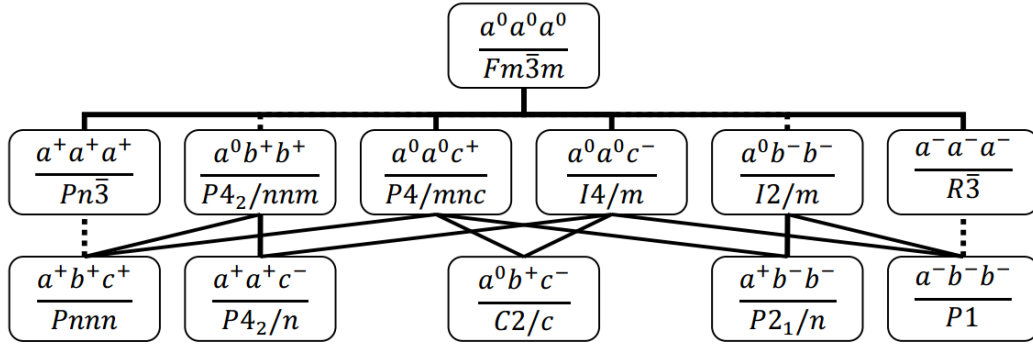 a⁰a⁰a⁰
Fm3̅m
a⁺a⁺a⁺
Pn3̅
a⁰b⁺b⁺
P4₂/nnm
a⁰a⁰c⁺
P4/mnc
a⁰a⁰c⁻
I4/m
a⁰b⁻b⁻
I2/m
a⁻a⁻a⁻
R3̅
a⁺b⁺c⁺
Pnnn
a⁺a⁺c⁻
P4₂/n
a⁰b⁺c⁻
C2/c
a⁺b⁻b⁻
P2₁/n
a⁻b⁻b⁻
P1